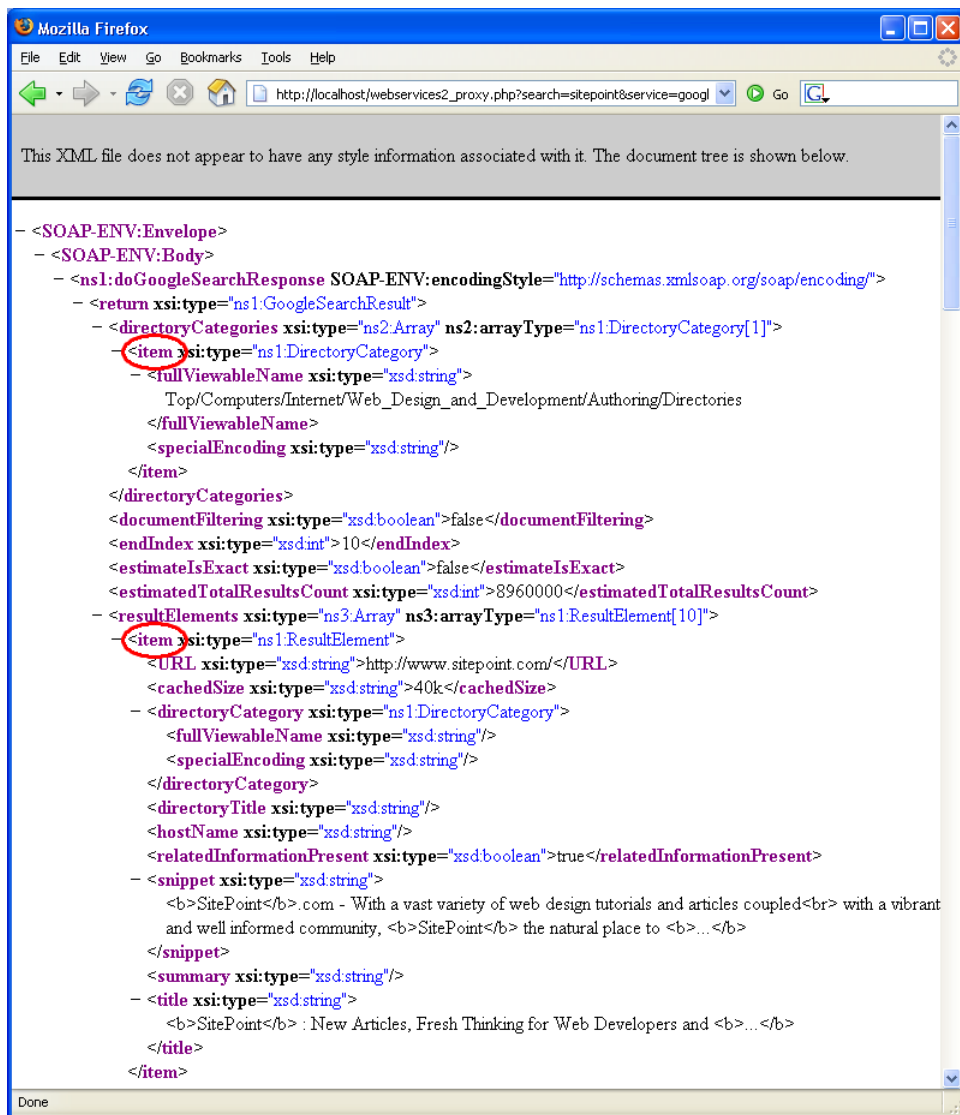 Mozilla Firefox
File Edit View Go Bookmarks Tools Help
http://localhost/webservices2_proxy.php?search=sitepoint&service=googl Go G
This XML file does not appear to have any style information associated with it. The document tree is shown below.
– <SOAP-ENV:Envelope>
– <SOAP-ENV:Body>
– <ns1:doGoogleSearchResponse SOAP-ENV:encodingStyle="http://schemas.xmlsoap.org/soap/encoding/">
– <return xsi:type="ns1:GoogleSearchResult">
– <directoryCategories xsi:type="ns2:Array" ns2:arrayType="ns1:DirectoryCategory[1]">
– <item xsi:type="ns1:DirectoryCategory">
– <fullViewableName xsi:type="xsd:string">
Top/Computers/Internet/Web_Design_and_Development/Authoring/Directories
</fullViewableName>
<specialEncoding xsi:type="xsd:string"/>
</item>
</directoryCategories>
<documentFiltering xsi:type="xsd:boolean">false</documentFiltering>
<endIndex xsi:type="xsd:int">10</endIndex>
<estimateIsExact xsi:type="xsd:boolean">false</estimateIsExact>
<estimatedTotalResultsCount xsi:type="xsd:int">8960000</estimatedTotalResultsCount>
– <resultElements xsi:type="ns3:Array" ns3:arrayType="ns1:ResultElement[10]">
– <item xsi:type="ns1:ResultElement">
<URL xsi:type="xsd:string">http://www.sitepoint.com/</URL>
<cachedSize xsi:type="xsd:string">40k</cachedSize>
– <directoryCategory xsi:type="ns1:DirectoryCategory">
<fullViewableName xsi:type="xsd:string"/>
<specialEncoding xsi:type="xsd:string"/>
</directoryCategory>
<directoryTitle xsi:type="xsd:string"/>
<hostName xsi:type="xsd:string"/>
<relatedInformationPresent xsi:type="xsd:boolean">true</relatedInformationPresent>
– <snippet xsi:type="xsd:string">
<b>SitePoint</b>.com - With a vast variety of web design tutorials and articles coupled<br> with a vibrant
and well informed community, <b>SitePoint</b> the natural place to <b>...</b>
</snippet>
<summary xsi:type="xsd:string"/>
– <title xsi:type="xsd:string">
<b>SitePoint</b> : New Articles, Fresh Thinking for Web Developers and <b>...</b>
</title>
</item>
Done